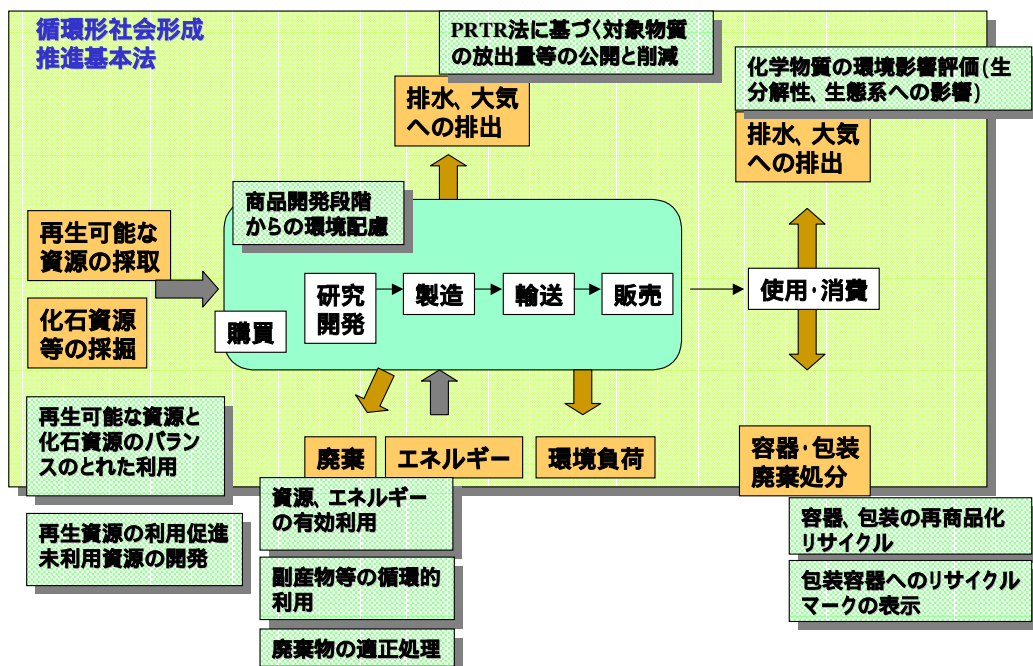 循環形社会形成
推進基本法
PRTR法に基づく対象物質
の放出量等の公開と削減
化学物質の環境影響評価(生
分解性、生態系への影響)
排水、大気
への排出
排水、大気
への排出
商品開発段階
からの環境配慮
再生可能な
資源の採取
化石資源
等の採掘
購買
研究
開発
製造
輸送
販売
使用・消費
再生可能な資源と
化石資源のバラン
スのとれた利用
廃棄
エネルギー
環境負荷
容器・包装
廃棄処分
再生資源の利用促進
未利用資源の開発
資源、エネルギー
の有効利用
副産物等の循環的
利用
廃棄物の適正処理
容器、包装の再商品化
リサイクル
包装容器へのリサイクル
マークの表示